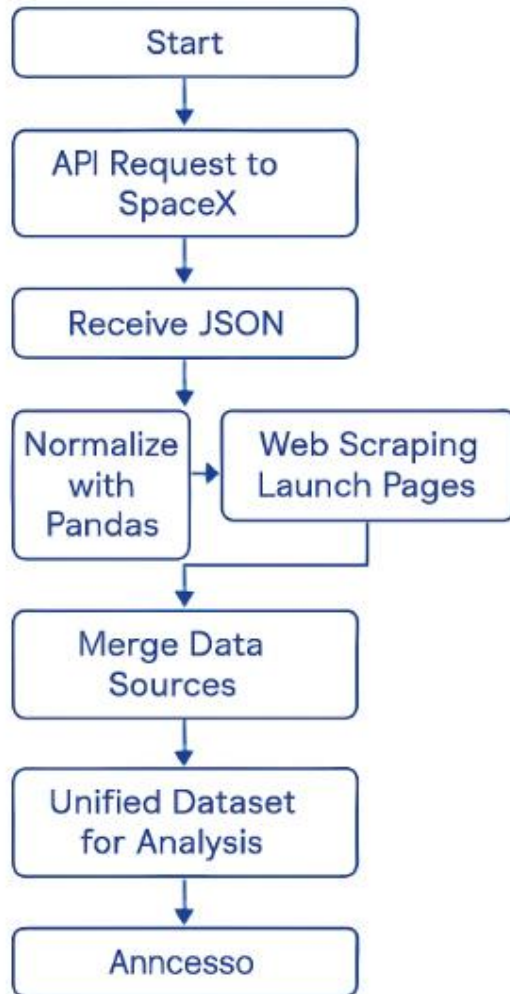 Start
API Request to
SpaceX
Receive JSON
Normalize
with
Pandas
Web Scraping
Launch Pages
Merge Data
Sources
Unified Dataset
for Analysis
Anncesso